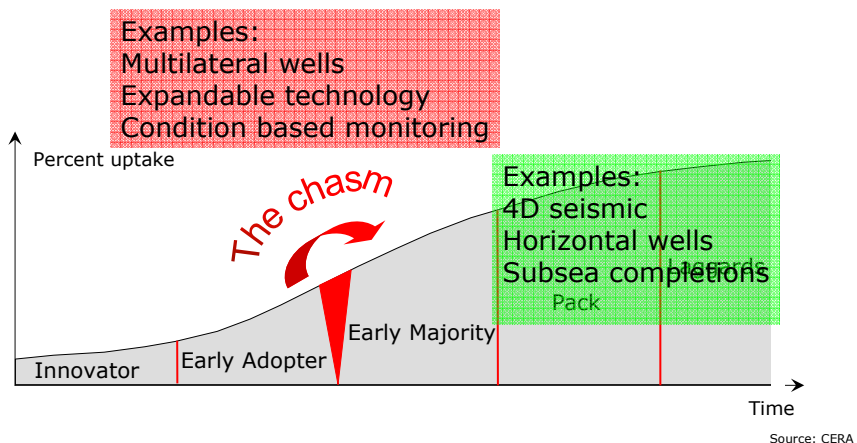 Examples:
Multilateral wells
Expandable technology
Condition based monitoring
Percent uptake
The chasm
Examples:
4D seismic
Horizontal wells
Subsea completions
Laggards
Pack
Early Majority
Early Adopter
Innovator
Time
Source: CERA